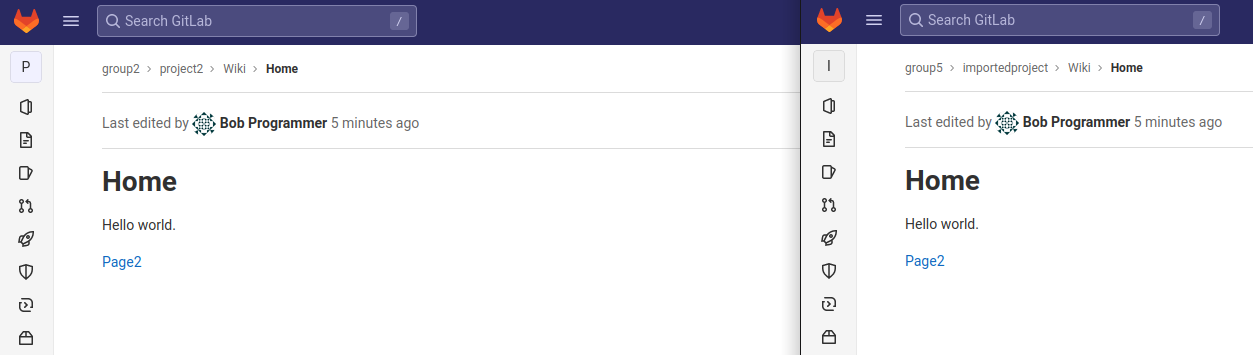 Search GitLab /
P
group2 > project2 > Wiki > Home
Last edited by Bob Programmer 5 minutes ago
Home
Hello world.
Page2
Search GitLab /
I
group5 > importedproject > Wiki > Home
Last edited by Bob Programmer 5 minutes ago
Home
Hello world.
Page2